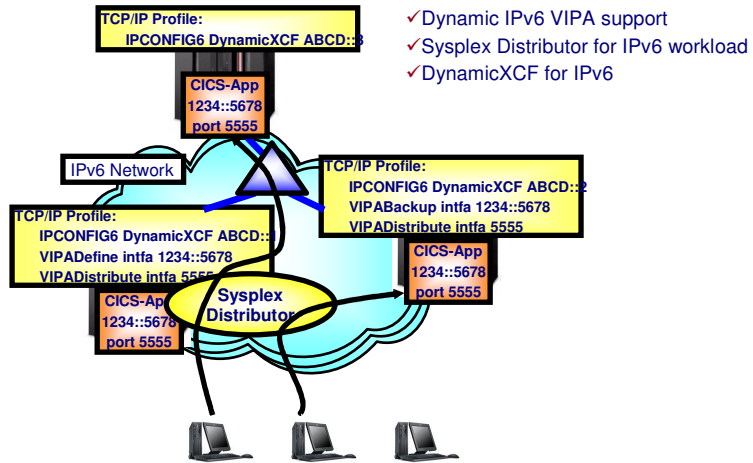 TCP/IP Profile:
IPCONFIG6 DynamicXCF ABCD::3
✓Dynamic IPv6 VIPA support
✓Sysplex Distributor for IPv6 workload
✓DynamicXCF for IPv6
CICS-App
1234::5678
port 5555
IPv6 Network
TCP/IP Profile:
IPCONFIG6 DynamicXCF ABCD::2
VIPABackup intfa 1234::5678
VIPADistribute intfa 5555
TCP/IP Profile:
IPCONFIG6 DynamicXCF ABCD::1
VIPADefine intfa 1234::5678
VIPADistribute intfa 5555
CICS-App
1234::5678
port 5555
Sysplex
Distributor
CICS-App
1234::5678
port 5555